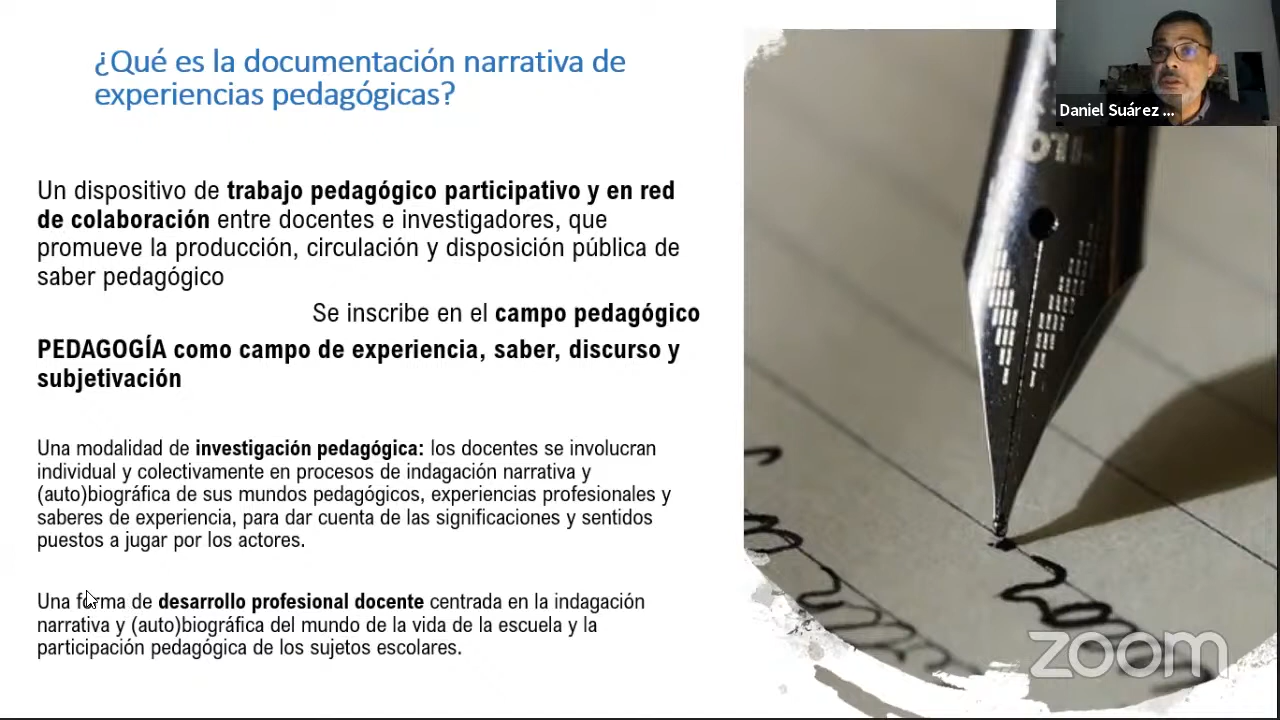 ¿Qué es la documentación narrativa de
experiencias pedagógicas?
Daniel Suárez ...
Un dispositivo de trabajo pedagógico participativo y en red
de colaboración entre docentes e investigadores, que
promueve la producción, circulación y disposición pública de
saber pedagógico
Se inscribe en el campo pedagógico
PEDAGOGÍA como campo de experiencia, saber, discurso y
subjetivación
Una modalidad de investigación pedagógica: los docentes se involucran
individual y colectivamente en procesos de indagación narrativa y
(auto)biográfica de sus mundos pedagógicos, experiencias profesionales y
saberes de experiencia, para dar cuenta de las significaciones y sentidos
puestos a jugar por los actores.
Una forma de desarrollo profesional docente centrada en la indagación
narrativa y (auto)biográfica del mundo de la vida de la escuela y la
participación pedagógica de los sujetos escolares.
zoom